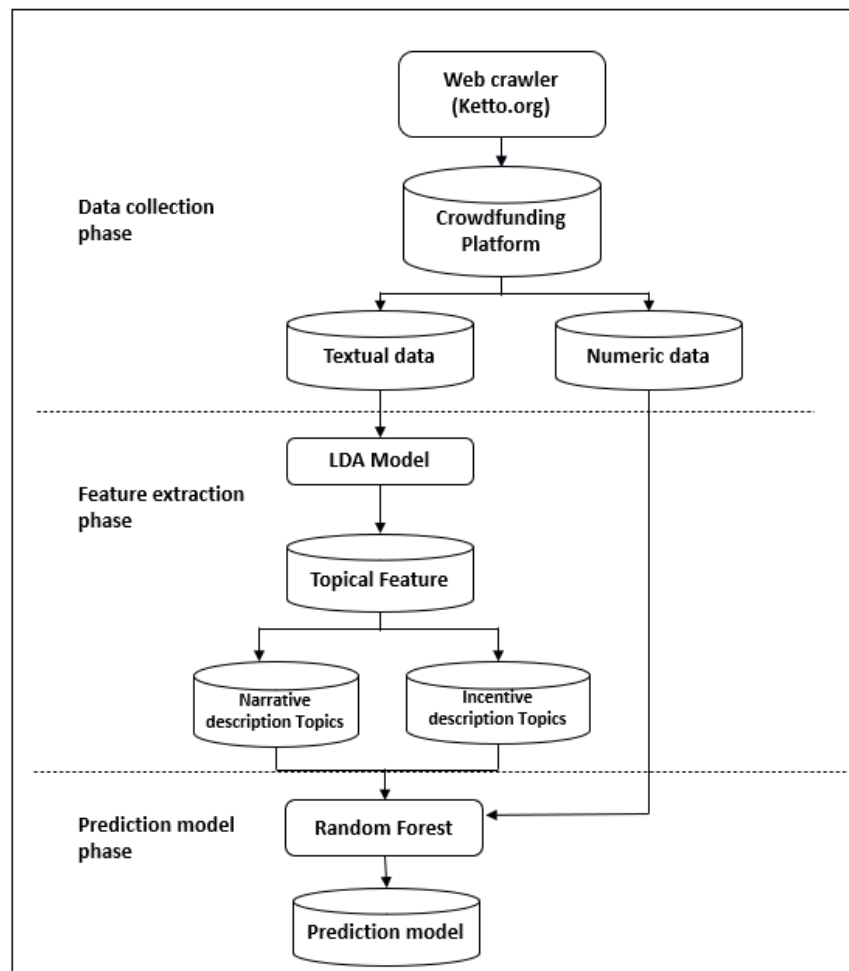 Web crawler
(Ketto.org)
Data collection
phase
Crowdfunding
Platform
Textual data
Numeric data
LDA Model
Feature extraction
phase
Topical Feature
Narrative
description Topics
Incentive
description Topics
Prediction model
phase
Random Forest
Prediction model